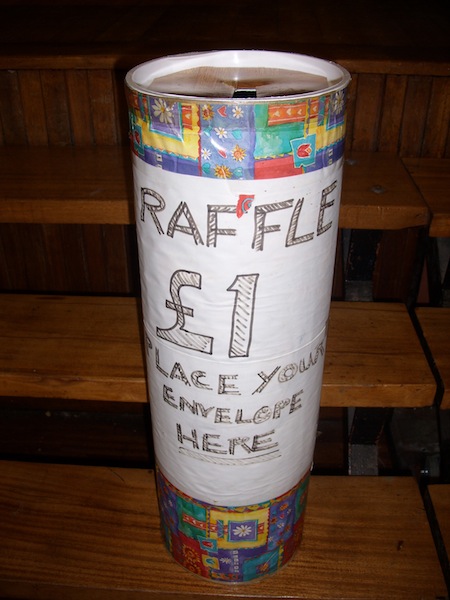 RAFFLE
£1
PLACE YOUR
ENVELOPE
HERE